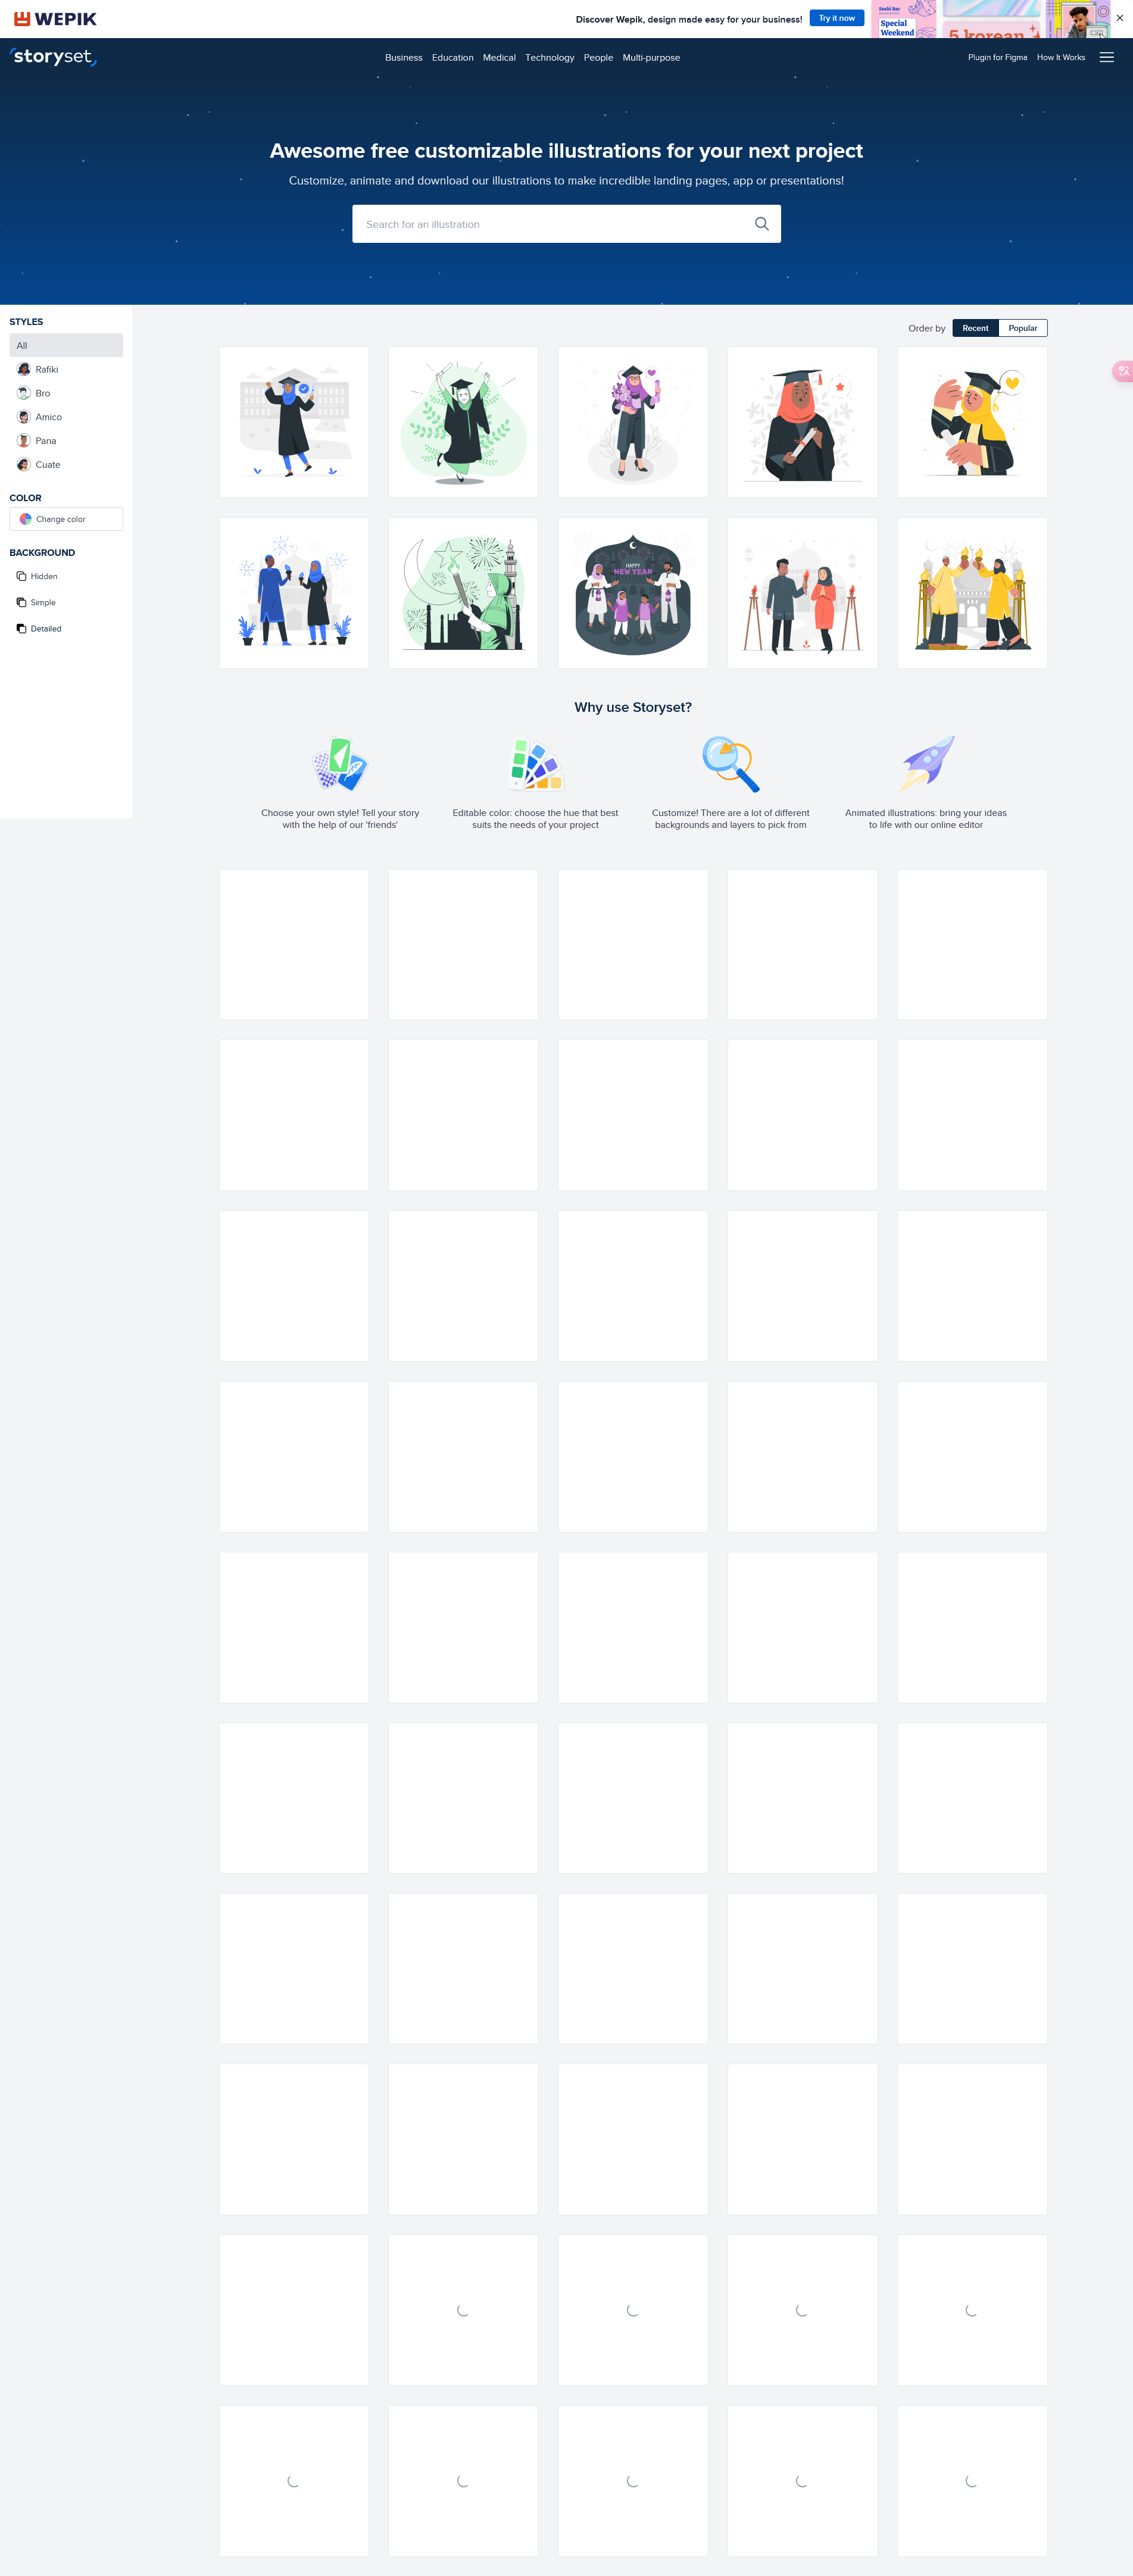 WEPIK
Discover Wepik, design made easy for your business!
Try it now
Sushi Bar
Special
Weekend
5 korean
storyset
Business Education Medical Technology People Multi-purpose
Plugin for Figma How It Works
Awesome free customizable illustrations for your next project
Customize, animate and download our illustrations to make incredible landing pages, app or presentations!
Search for an illustration
STYLES
All
Rafiki
Bro
Amico
Pana
Cuate
COLOR
Change color
BACKGROUND
Hidden
Simple
Detailed
Order by Recent Popular
HAPPY
NEW YEAR
Why use Storyset?
Choose your own style! Tell your story
with the help of our 'friends'
Editable color: choose the hue that best
suits the needs of your project
Customize! There are a lot of different
backgrounds and layers to pick from
Animated illustrations: bring your ideas
to life with our online editor